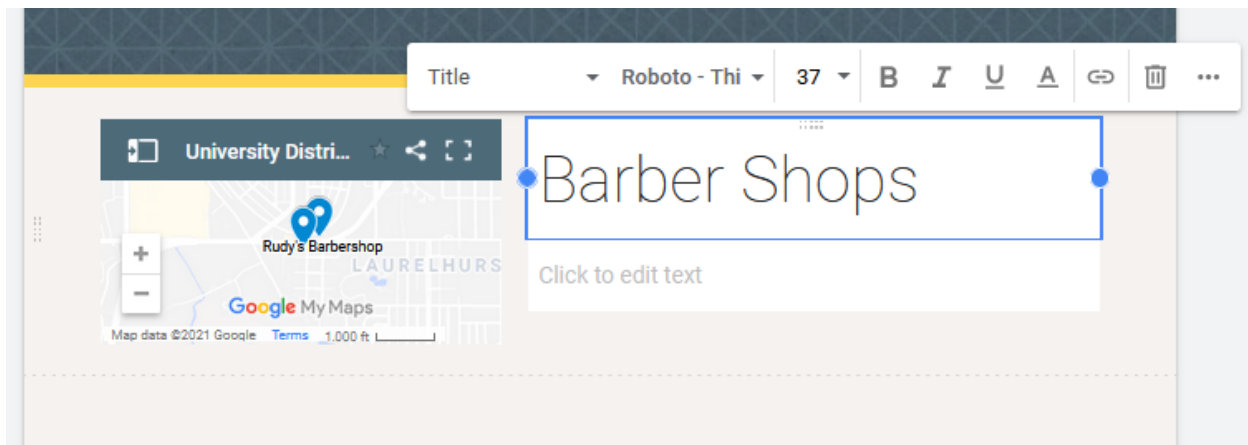 Title
Roboto - Thi
37
B
I
U
A
University Distri...
Barber Shops
Rudy's Barbershop
LAURELHURS
+
−
Click to edit text
Google My Maps
Map data ©2021 Google
Terms
1,000 ft